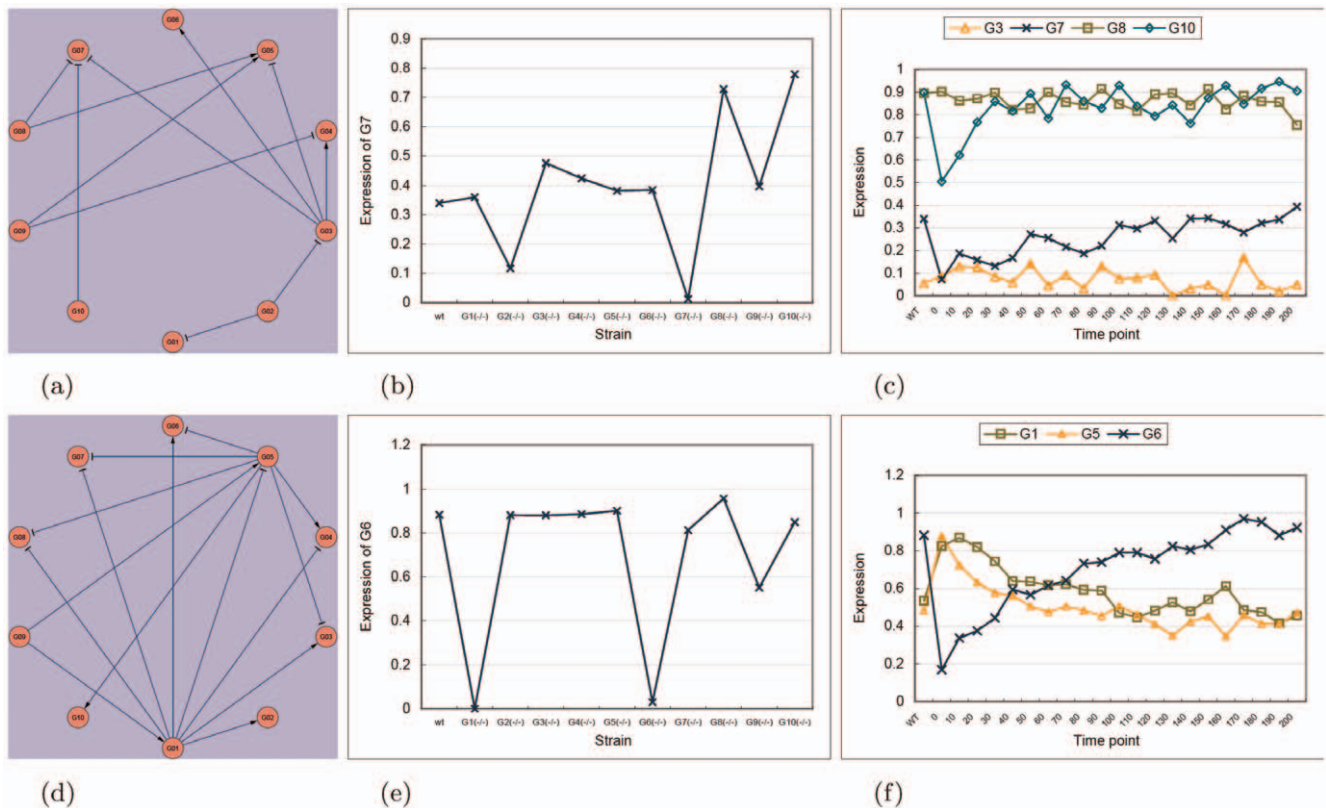 G06
G07
G05
G08
G04
G09
G03
G10
G02
G01
(a)
0.9
0.8
0.7
0.6
0.5
0.4
0.3
0.2
0.1
0
Expression of G7
wt G1(-/-) G2(-/-) G3(-/-) G4(-/-) G5(-/-) G6(-/-) G7(-/-) G8(-/-) G9(-/-) G10(-/-)
Strain
(b)
G3 G7 G8 G10
1
0.9
0.8
0.7
0.6
0.5
0.4
0.3
0.2
0.1
0
Expression
WT 0 10 20 30 40 50 60 70 80 90 100 110 120 130 140 150 160 170 180 190 200
Time point
(c)
G06
G07
G05
G08
G04
G09
G03
G10
G02
G01
(d)
1.2
1
0.8
0.6
0.4
0.2
0
Expression of G6
wt G1(-/-) G2(-/-) G3(-/-) G4(-/-) G5(-/-) G6(-/-) G7(-/-) G8(-/-) G9(-/-) G10(-/-)
Strain
(e)
G1 G5 G6
1.2
1
0.8
0.6
0.4
0.2
0
Expression
WT 0 10 20 30 40 50 60 70 80 90 100 110 120 130 140 150 160 170 180 190 200
Time point
(f)